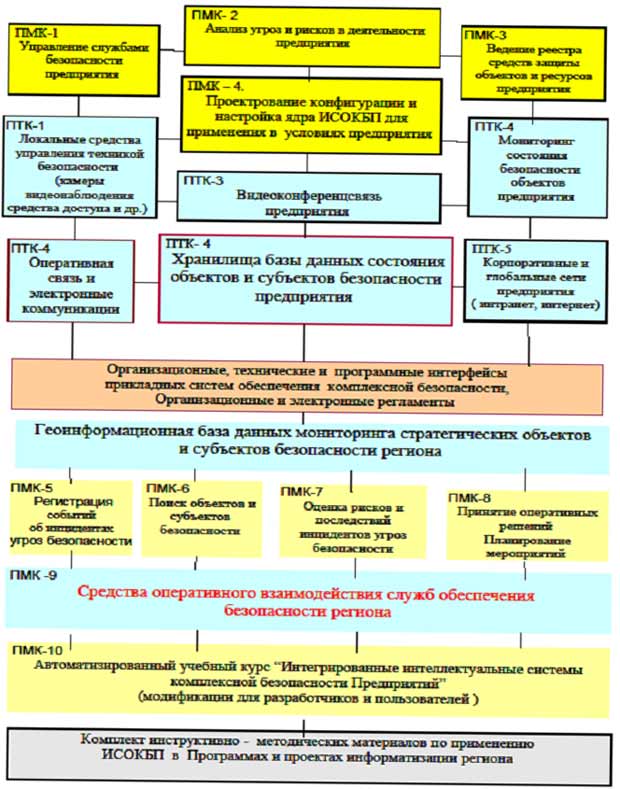 ПМК-1
Управление службами
безопасности
предприятия
ПМК- 2
Анализ угроз и рисков в деятельности
предприятия
ПМК-3
Ведение реестра
средств защиты
объектов и ресурсов
предприятия
ПМК – 4.
Проектрование конфигурации и
настройка ядра ИСОКБП для
применения в условиях предприятия
ПТК-1
Локальные средства
управления техникой
безопасности
(камеры
видеонаблюдения
средства доступа и др.)
ПТК-3
Видеоконференцсвязь
предприятия
ПТК-4
Мониторинг
состояния
безопасности
объектов
предприятия
ПТК-4
Оперативная
связь и
электронные
коммуникации
ПТК- 4
Хранилища базы данных состояния
объектов и субъектов безопасности
предприятия
ПТК-5
Корпоративные и
глобальные сети
предприятия
( интранет, интернет)
Организационные, технические и программные интерфейсы
прикладных систем обеспечения комплексной безопасности,
Организационные и электронные регламенты
Геоинформационная база данных мониторинга стратегических объектов
и субъектов безопасности региона
ПМК-5
Регистрация
событий
об инцидентах
угроз безопасности
ПМК-6
Поиск объектов и
субъектов
безопасности
ПМК-7
Оценка рисков и
последствий
инцидентов угроз
безопасности
ПМК-8
Принятие оперативных
решений
Планирование
мероприятий
ПМК -9
Средства оперативного взаимодействия служб обеспечения
безопасности региона
ПМК-10
Автоматизированный учебный курс “Интегрированные интеллектуальные системы
комплексной безопасности Предприятий”
(модификации для разработчиков и пользователей )
Комплект инструктивно - методических материалов по применению
ИСОКБП в Программах и проектах информатизации региона